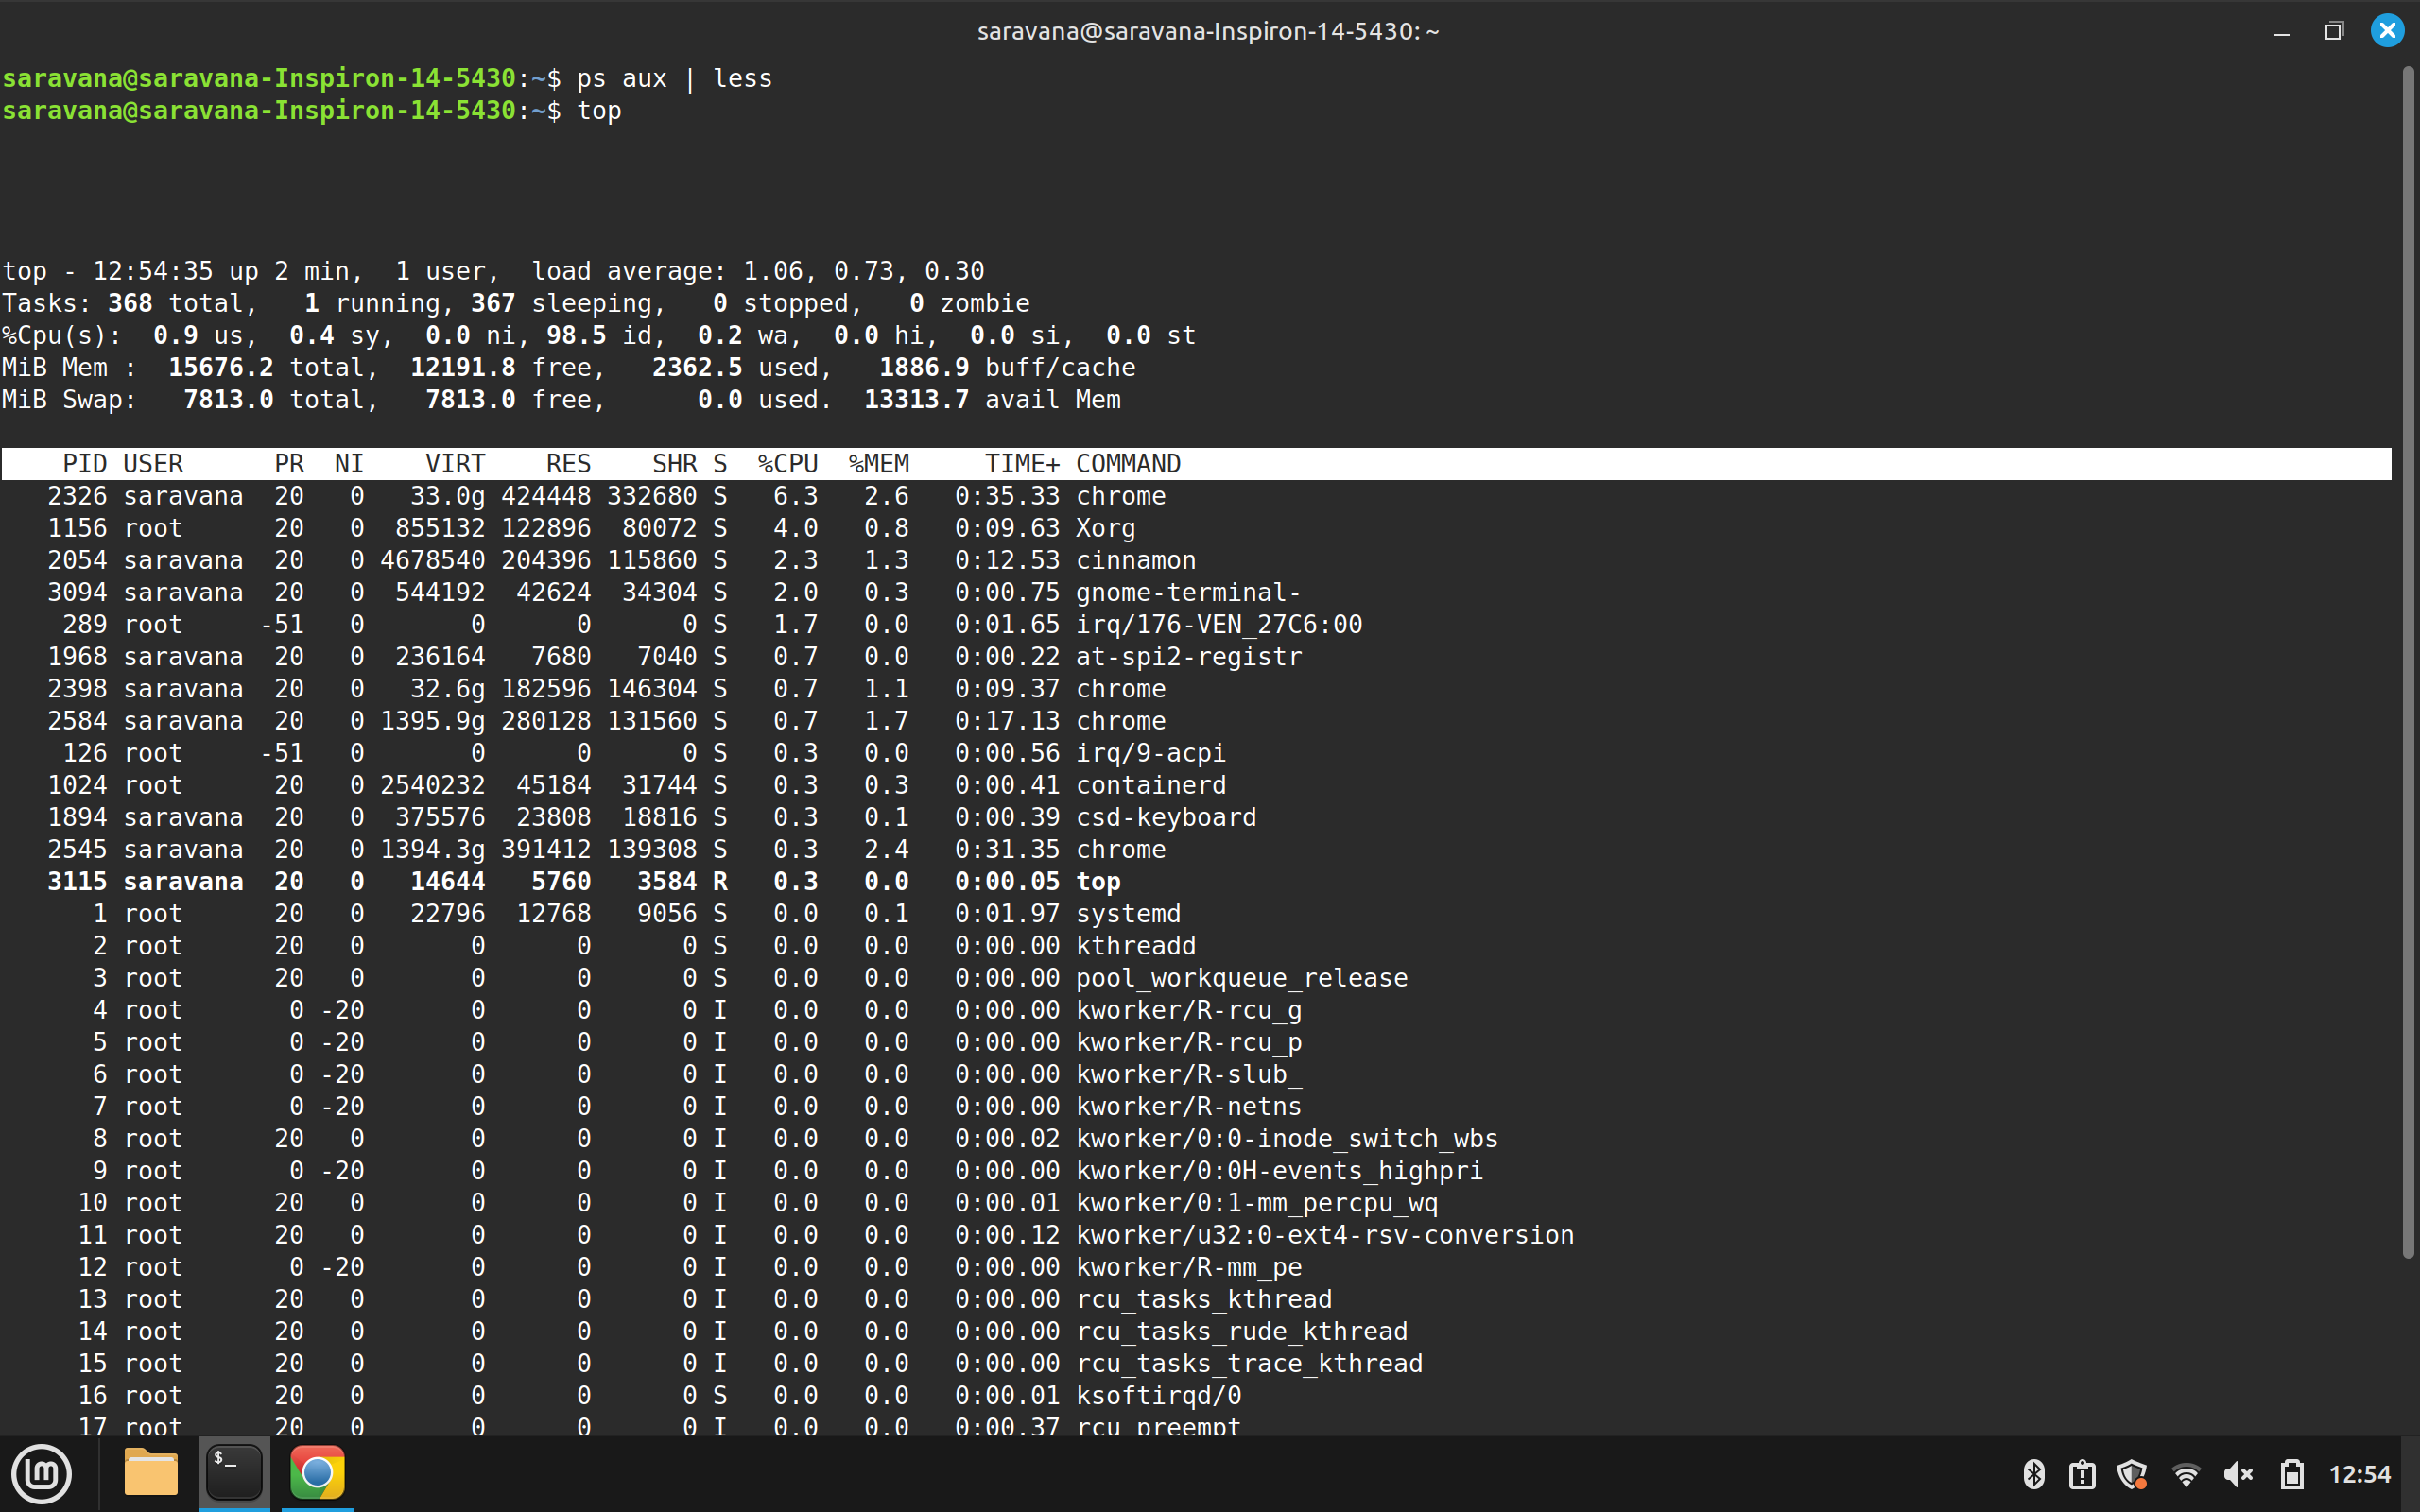 saravana@saravana-Inspiron-14-5430: ~
saravana@saravana-Inspiron-14-5430:~$ ps aux | less
saravana@saravana-Inspiron-14-5430:~$ top
top - 12:54:35 up 2 min,  1 user,  load average: 1.06, 0.73, 0.30
Tasks: 368 total,   1 running, 367 sleeping,   0 stopped,   0 zombie
%Cpu(s):  0.9 us,  0.4 sy,  0.0 ni, 98.5 id,  0.2 wa,  0.0 hi,  0.0 si,  0.0 st
MiB Mem :  15676.2 total,  12191.8 free,   2362.5 used,   1886.9 buff/cache
MiB Swap:   7813.0 total,   7813.0 free,      0.0 used.  13313.7 avail Mem
    PID USER      PR  NI    VIRT    RES    SHR S  %CPU  %MEM     TIME+ COMMAND
   2326 saravana  20   0   33.0g 424448 332680 S   6.3   2.6   0:35.33 chrome
   1156 root      20   0  855132 122896  80072 S   4.0   0.8   0:09.63 Xorg
   2054 saravana  20   0 4678540 204396 115860 S   2.3   1.3   0:12.53 cinnamon
   3094 saravana  20   0  544192  42624  34304 S   2.0   0.3   0:00.75 gnome-terminal-
    289 root     -51   0       0      0      0 S   1.7   0.0   0:01.65 irq/176-VEN_27C6:00
   1968 saravana  20   0  236164   7680   7040 S   0.7   0.0   0:00.22 at-spi2-registr
   2398 saravana  20   0   32.6g 182596 146304 S   0.7   1.1   0:09.37 chrome
   2584 saravana  20   0 1395.9g 280128 131560 S   0.7   1.7   0:17.13 chrome
    126 root     -51   0       0      0      0 S   0.3   0.0   0:00.56 irq/9-acpi
   1024 root      20   0 2540232  45184  31744 S   0.3   0.3   0:00.41 containerd
   1894 saravana  20   0  375576  23808  18816 S   0.3   0.1   0:00.39 csd-keyboard
   2545 saravana  20   0 1394.3g 391412 139308 S   0.3   2.4   0:31.35 chrome
   3115 saravana  20   0   14644   5760   3584 R   0.3   0.0   0:00.05 top
      1 root      20   0   22796  12768   9056 S   0.0   0.1   0:01.97 systemd
      2 root      20   0       0      0      0 S   0.0   0.0   0:00.00 kthreadd
      3 root      20   0       0      0      0 S   0.0   0.0   0:00.00 pool_workqueue_release
      4 root       0 -20       0      0      0 I   0.0   0.0   0:00.00 kworker/R-rcu_g
      5 root       0 -20       0      0      0 I   0.0   0.0   0:00.00 kworker/R-rcu_p
      6 root       0 -20       0      0      0 I   0.0   0.0   0:00.00 kworker/R-slub_
      7 root       0 -20       0      0      0 I   0.0   0.0   0:00.00 kworker/R-netns
      8 root      20   0       0      0      0 I   0.0   0.0   0:00.02 kworker/0:0-inode_switch_wbs
      9 root       0 -20       0      0      0 I   0.0   0.0   0:00.00 kworker/0:0H-events_highpri
     10 root      20   0       0      0      0 I   0.0   0.0   0:00.01 kworker/0:1-mm_percpu_wq
     11 root      20   0       0      0      0 I   0.0   0.0   0:00.12 kworker/u32:0-ext4-rsv-conversion
     12 root       0 -20       0      0      0 I   0.0   0.0   0:00.00 kworker/R-mm_pe
     13 root      20   0       0      0      0 I   0.0   0.0   0:00.00 rcu_tasks_kthread
     14 root      20   0       0      0      0 I   0.0   0.0   0:00.00 rcu_tasks_rude_kthread
     15 root      20   0       0      0      0 I   0.0   0.0   0:00.00 rcu_tasks_trace_kthread
     16 root      20   0       0      0      0 S   0.0   0.0   0:00.01 ksoftirqd/0
     17 root      20   0       0      0      0 I   0.0   0.0   0:00.37 rcu_preempt
$_
12:54